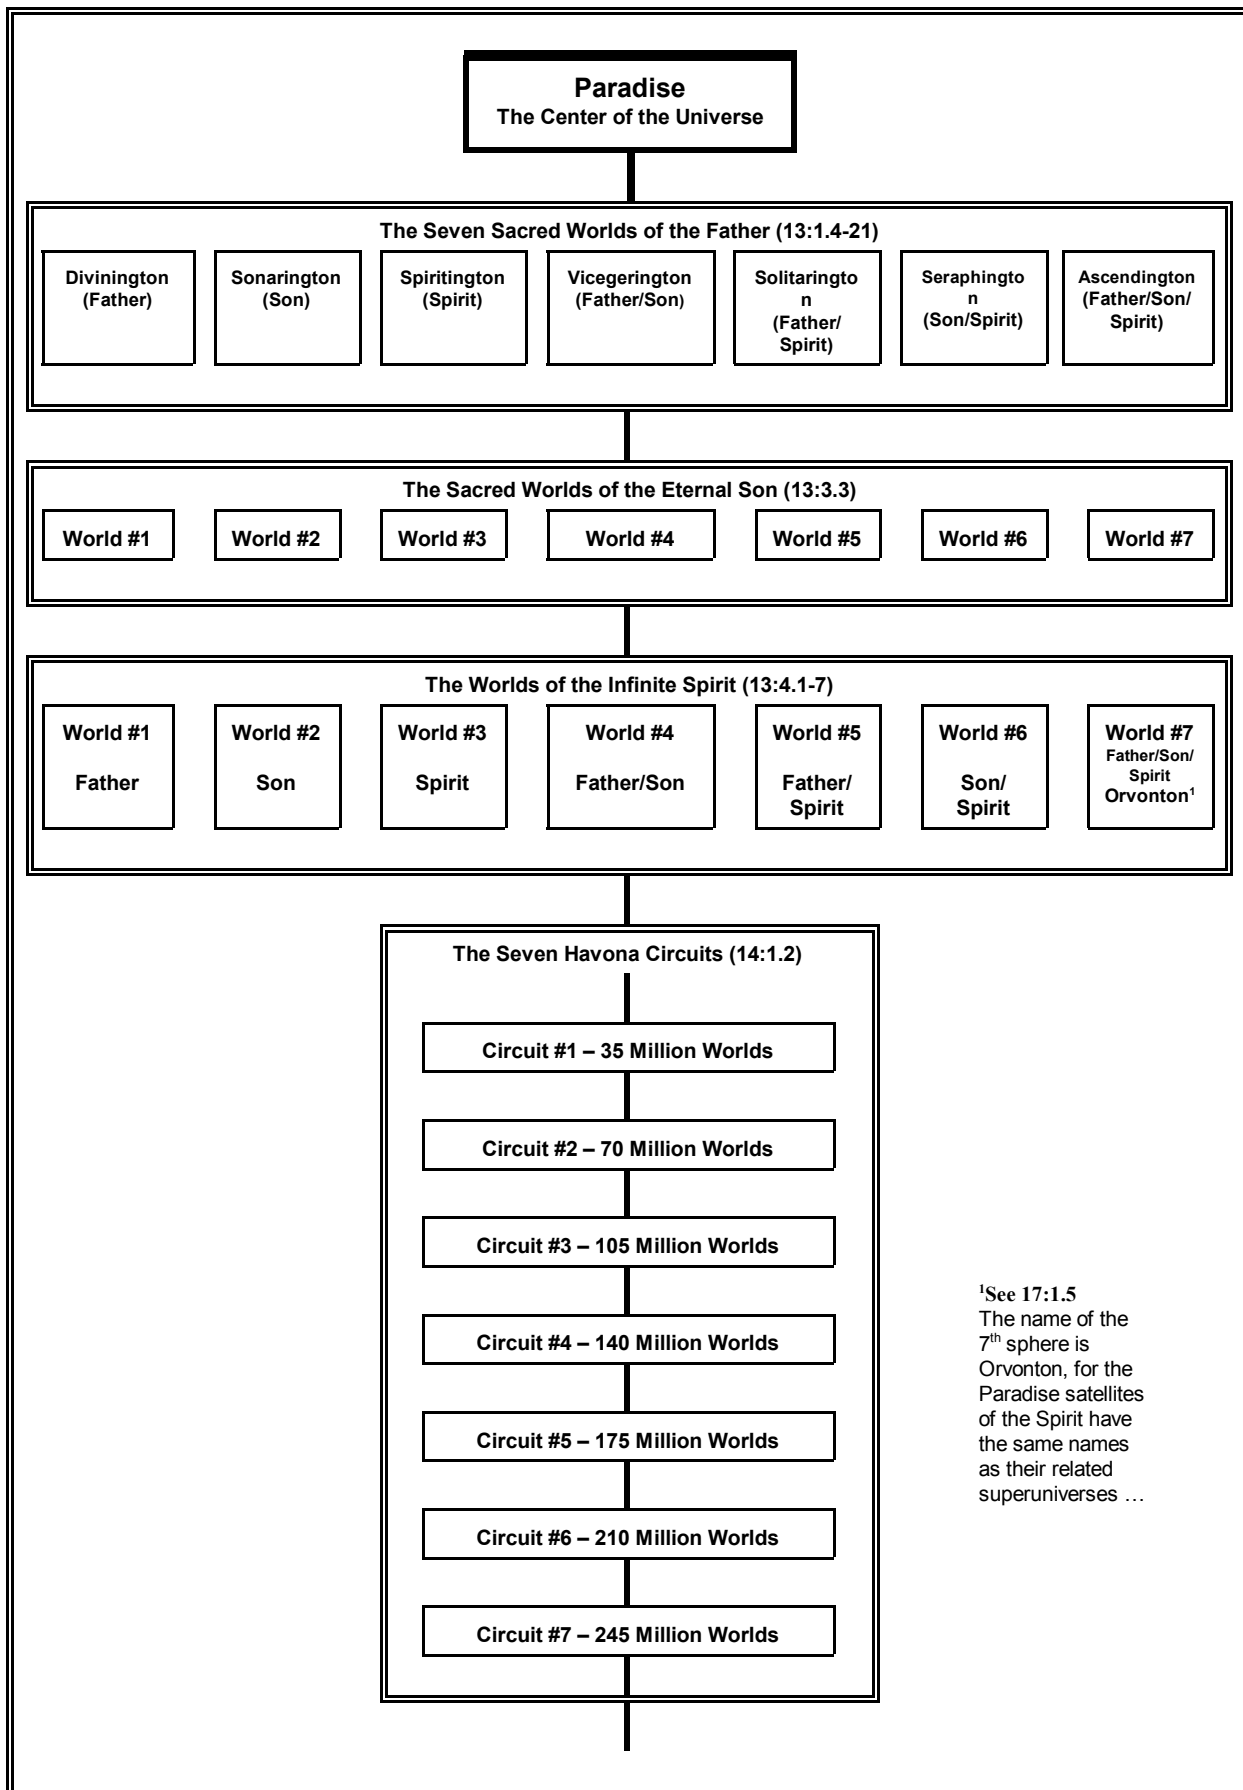 Paradise
The Center of the Universe
The Seven Sacred Worlds of the Father (13:1.4-21)
Divinington
(Father)
Sonarington
(Son)
Spiritington
(Spirit)
Vicegerington
(Father/Son)
Solitaringto
n
(Father/
Spirit)
Seraphingto
n
(Son/Spirit)
Ascendington
(Father/Son/
Spirit)
The Sacred Worlds of the Eternal Son (13:3.3)
World #1
World #2
World #3
World #4
World #5
World #6
World #7
The Worlds of the Infinite Spirit (13:4.1-7)
World #1
Father
World #2
Son
World #3
Spirit
World #4
Father/Son
World #5
Father/
Spirit
World #6
Son/
Spirit
World #7
Father/Son/
Spirit
Orvonton¹
The Seven Havona Circuits (14:1.2)
Circuit #1 – 35 Million Worlds
Circuit #2 – 70 Million Worlds
Circuit #3 – 105 Million Worlds
Circuit #4 – 140 Million Worlds
Circuit #5 – 175 Million Worlds
Circuit #6 – 210 Million Worlds
Circuit #7 – 245 Million Worlds
¹See 17:1.5
The name of the
7th sphere is
Orvonton, for the
Paradise satellites
of the Spirit have
the same names
as their related
superuniverses …